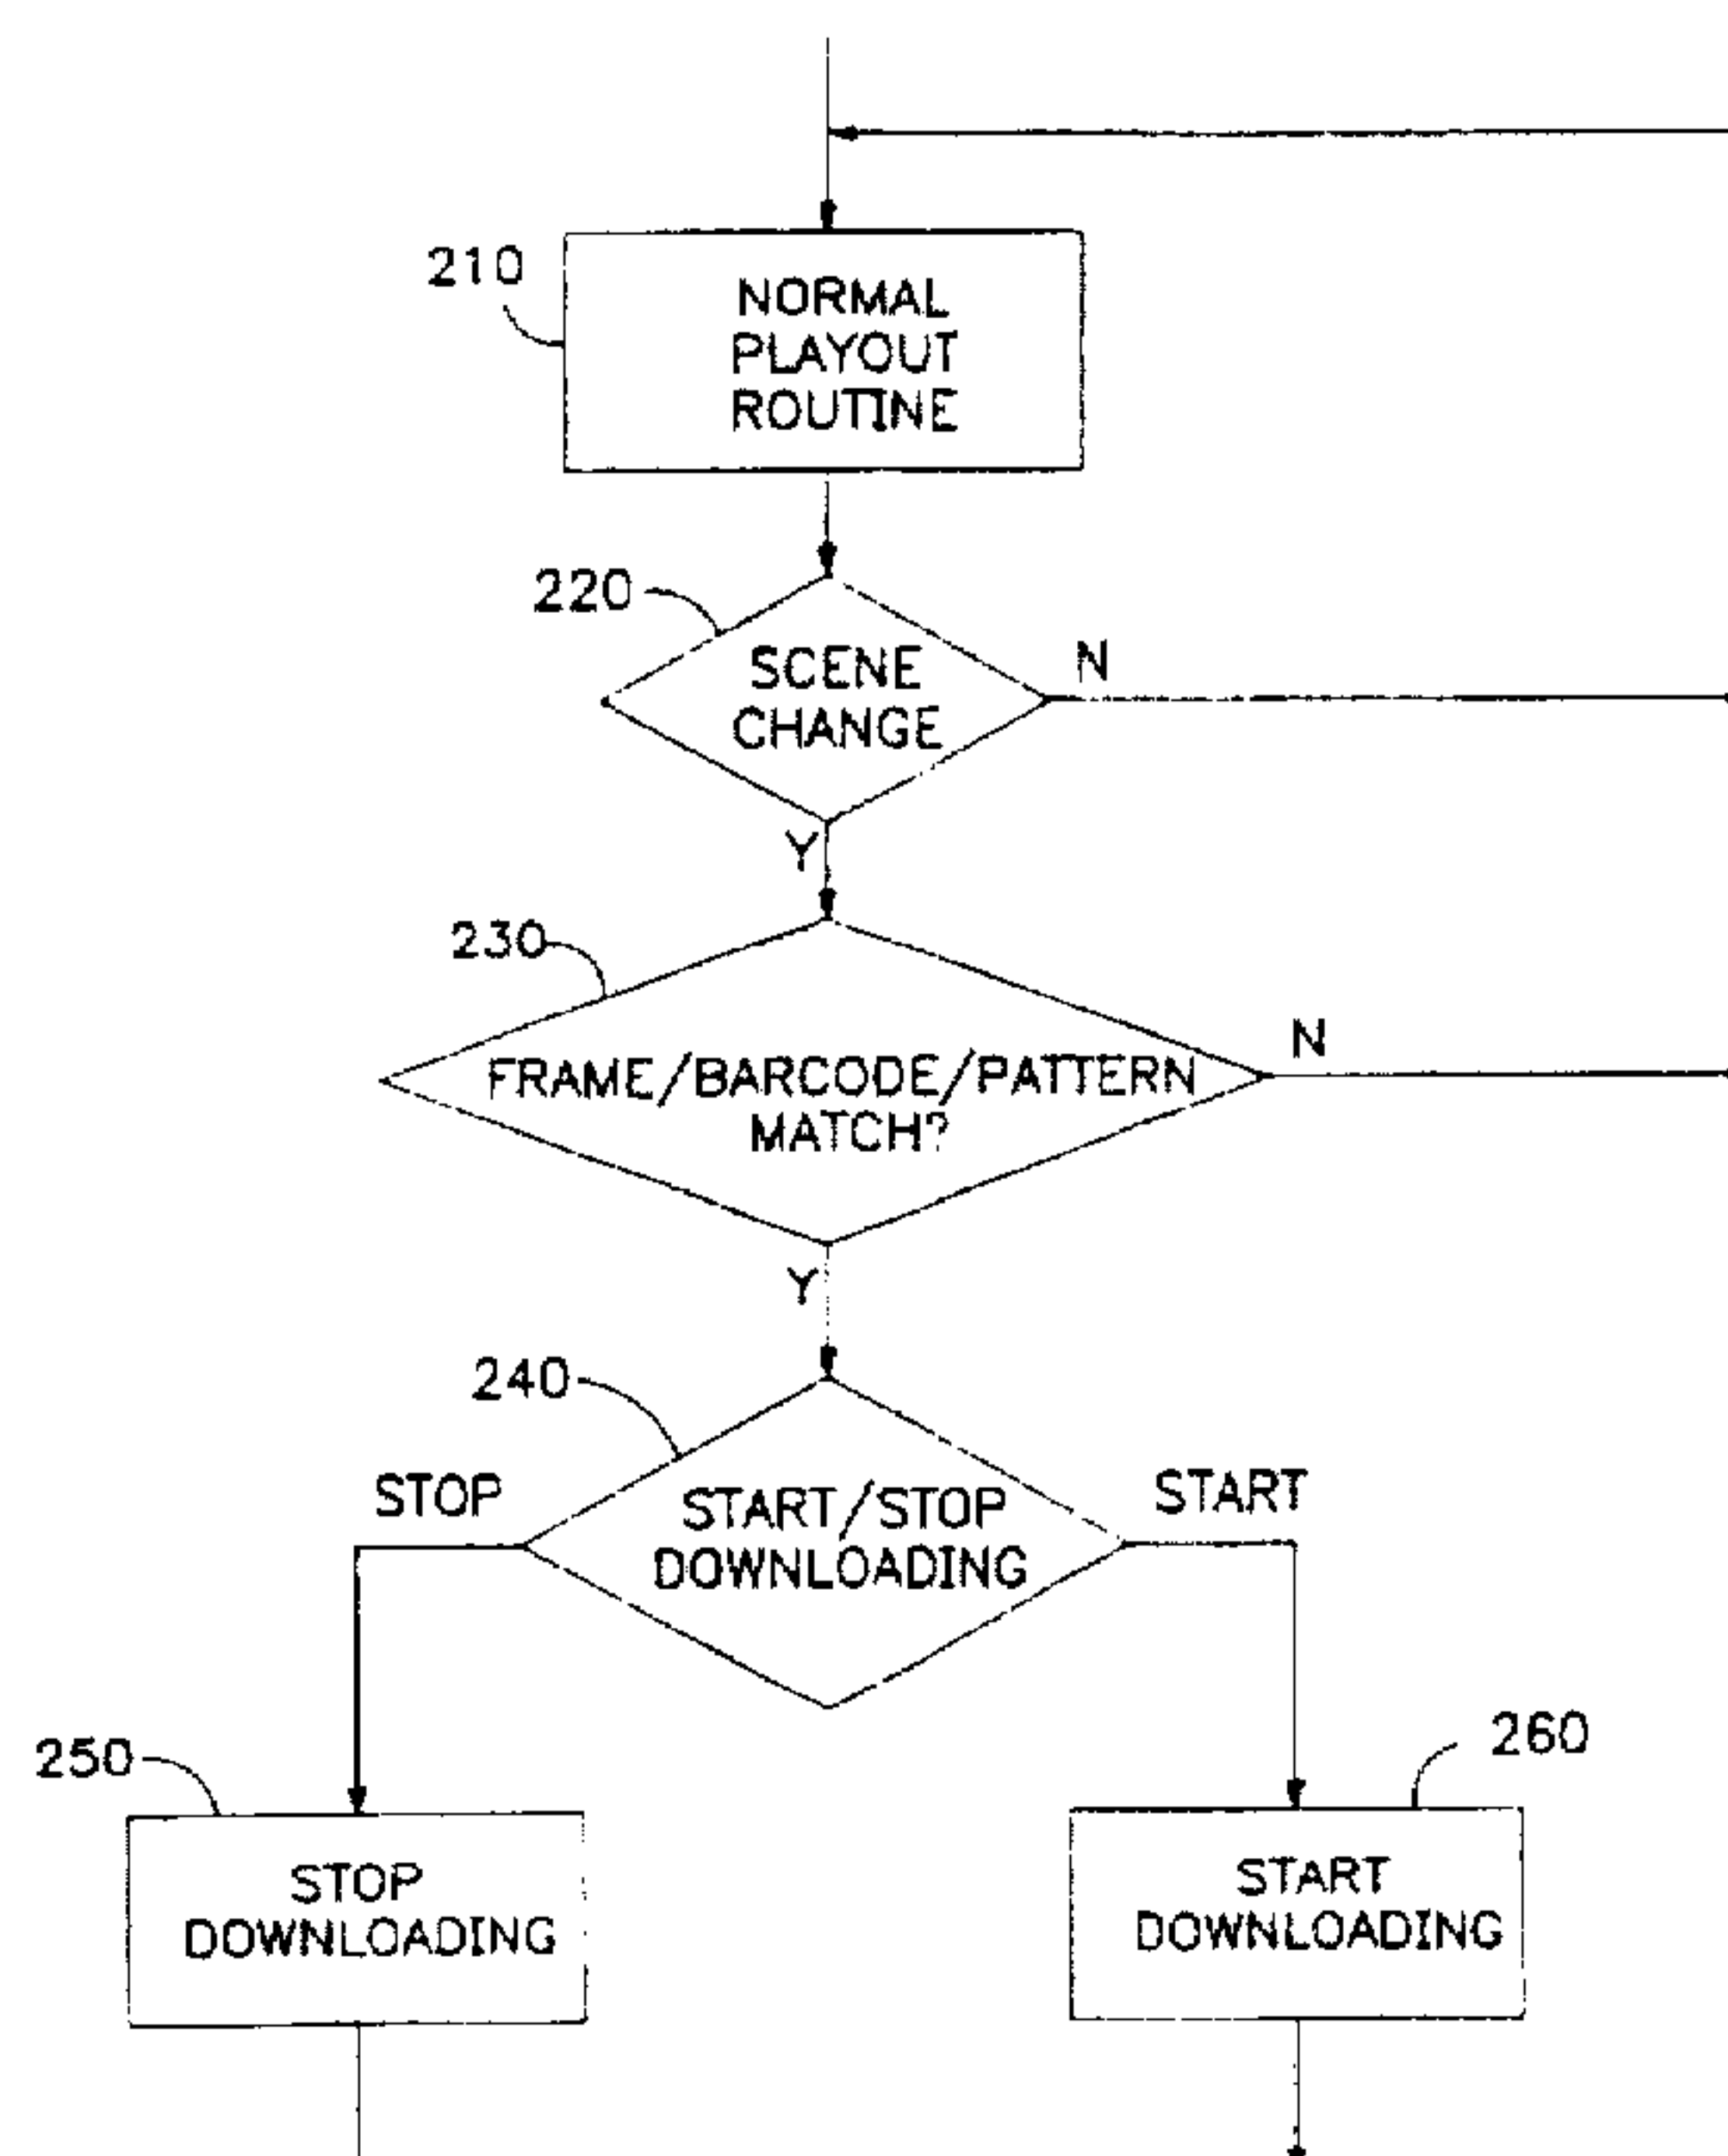 210
NORMAL
PLAYOUT
ROUTINE
220
SCENE
CHANGE
N
Y
230
FRAME/BARCODE/PATTERN
MATCH?
N
Y
240
STOP
START/STOP
DOWNLOADING
START
250
STOP
DOWNLOADING
260
START
DOWNLOADING